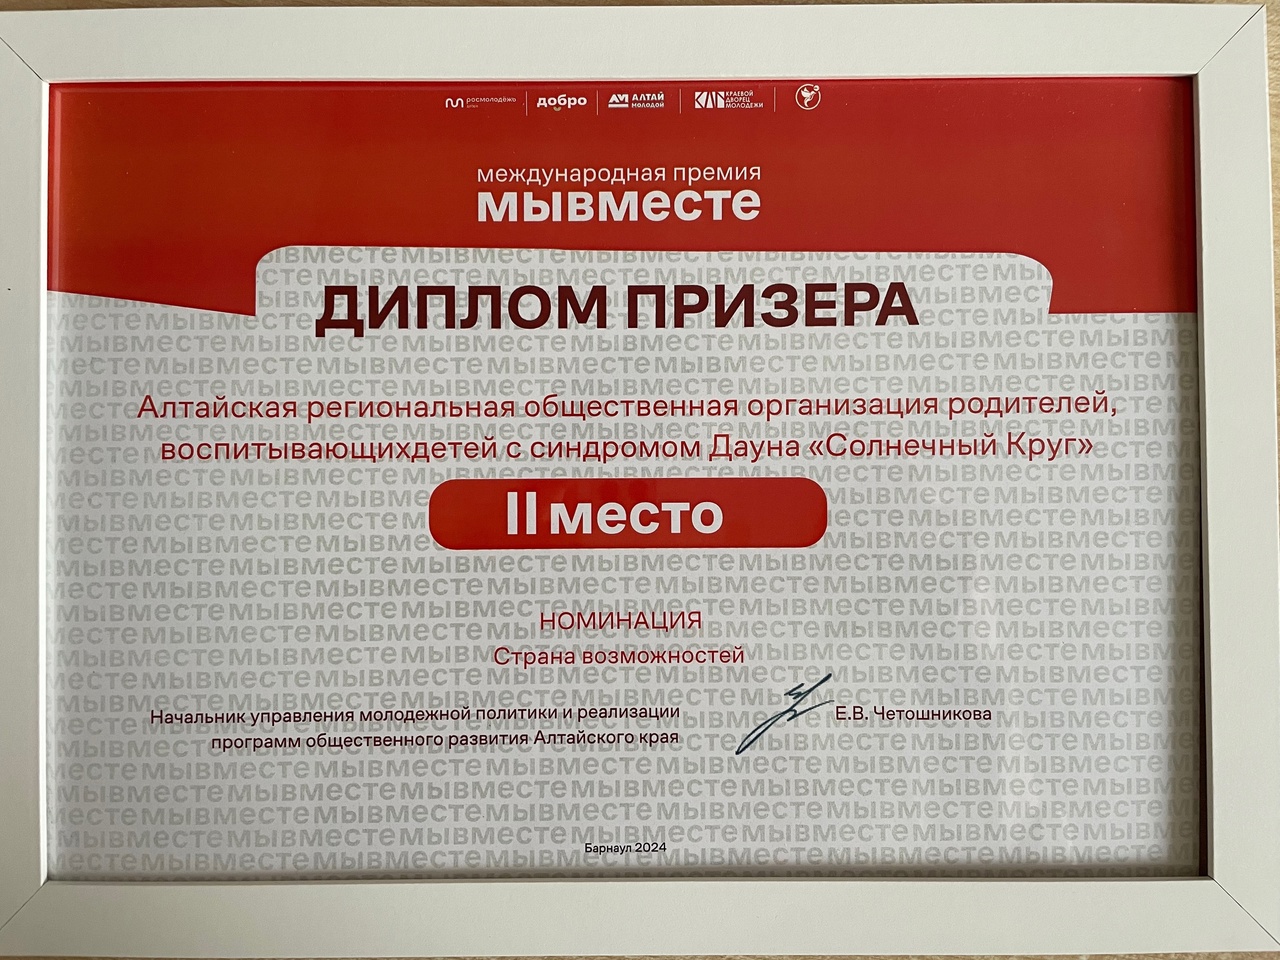 росмолодёжь
добро
АЛТАЙ
МОЛОДОЙ
КДМ
КРАЕВОЙ
ДВОРЕЦ
МОЛОДЕЖИ
международная премия
мывместе
ДИПЛОМ ПРИЗЕРА
Алтайская региональная общественная организация родителей,
воспитывающихдетей с синдромом Дауна «Солнечный Круг»
II место
НОМИНАЦИЯ
Страна возможностей
Начальник управления молодежной политики и реализации
программ общественного развития Алтайского края
Е.В. Четошникова
Барнаул 2024